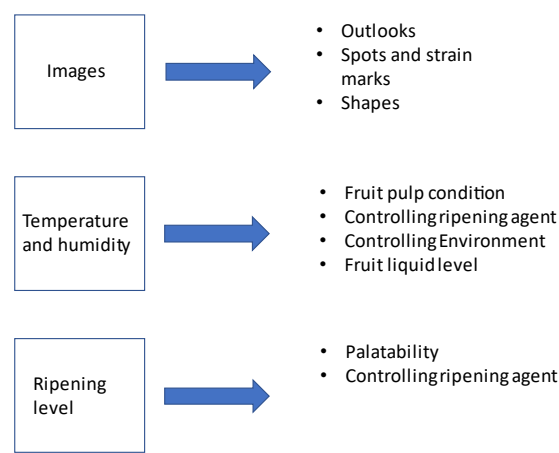 Images
• Outlooks
• Spots and strain
marks
• Shapes
Temperature
and humidity
• Fruit pulp condition
• Controlling ripening agent
• Controlling Environment
• Fruit liquid level
Ripening
level
• Palatability
• Controlling ripening agent